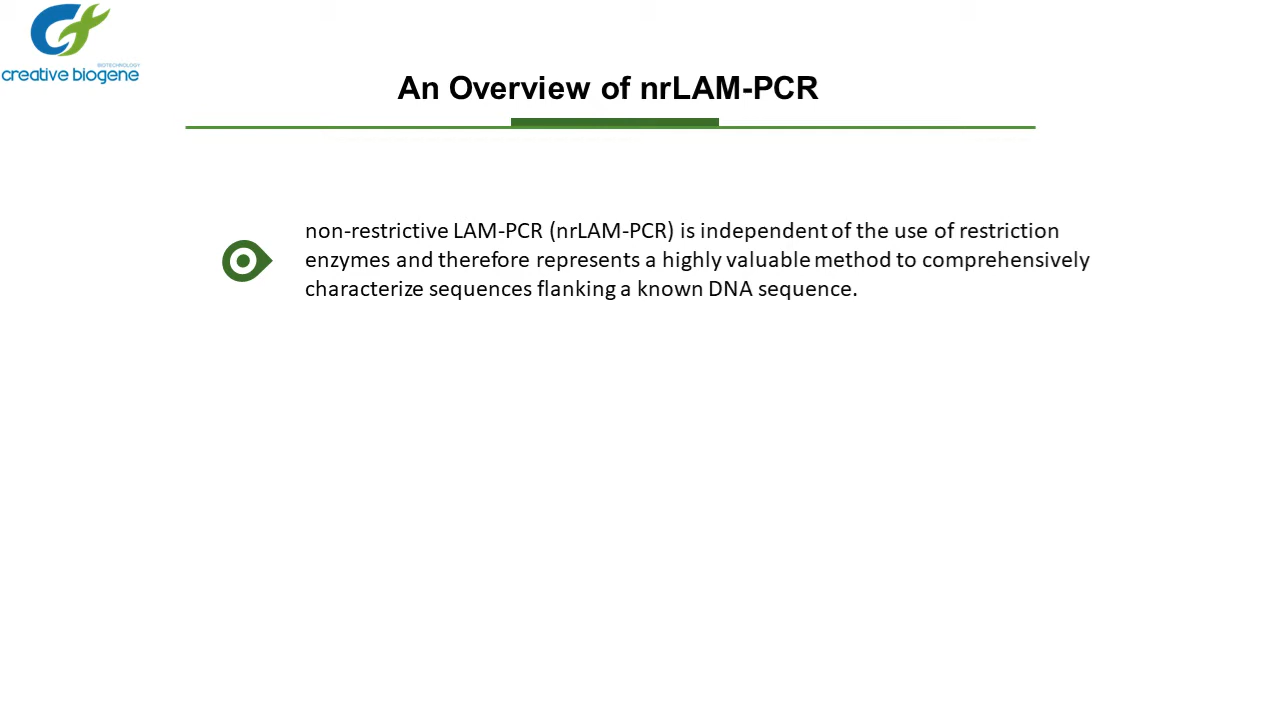 BIOTECHNOLOGY
creative biogene
An Overview of nrLAM-PCR
non-restrictive LAM-PCR (nrLAM-PCR) is independent of the use of restriction
enzymes and therefore represents a highly valuable method to comprehensively
characterize sequences flanking a known DNA sequence.